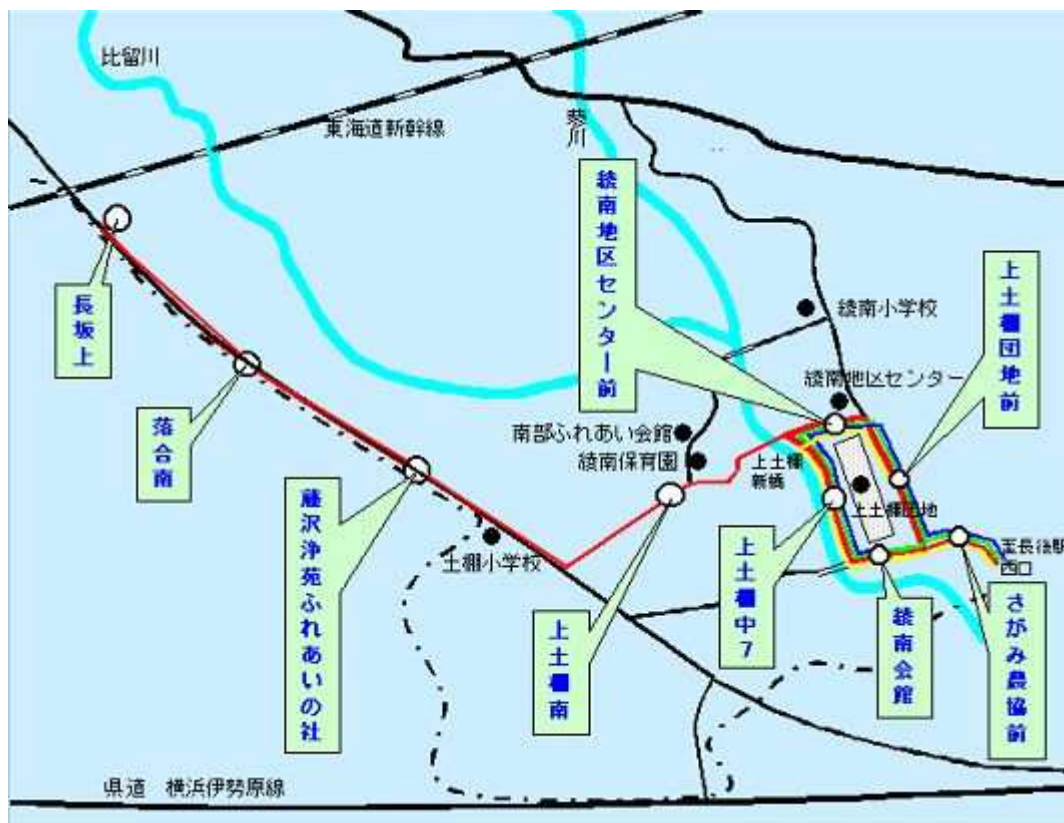 比留川
東海道新幹線
蓼川
綾南地区センター前
上土棚団地前
長坂上
綾南小学校
綾南地区センター
落合南
南部ふれあい会館
綾南保育園
上土棚
新橋
上土棚団地
藤沢浄苑ふれあいの社
土棚小学校
上土棚南
上土棚中7
綾南会館
さがみ農協前
至長後駅
西口
県道 横浜伊勢原線